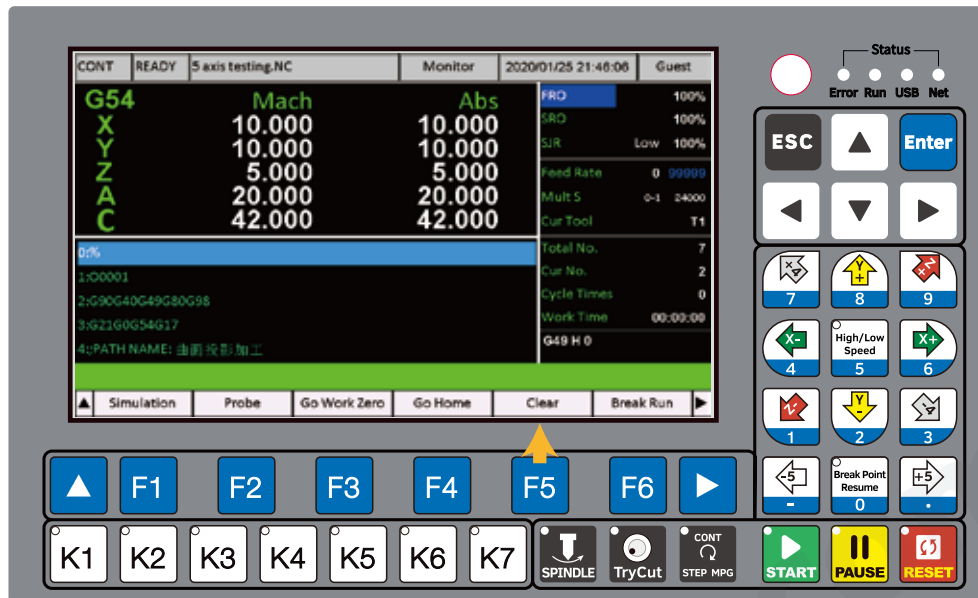 Status
Error Run USB Net
CONT READY 5 axis testing.NC Monitor 2020/01/25 21:46:06 Guest
G54 Mach Abs
X 10.000 10.000
Y 10.000 10.000
Z 5.000 5.000
A 20.000 20.000
C 42.000 42.000
FRO 100%
SRO 100%
SJR Low 100%
Feed Rate 0 99999
Mult S 0-1 24000
Cur Tool T1
Total No. 7
Cur No. 2
Cycle Times 0
Work Time 00:00:00
G49 H 0
0:%
1:O0001
2:G90G40G49G80G98
3:G21G0G54G17
4:;PATH NAME: 曲面投影加工
▲ Simulation Probe Go Work Zero Go Home Clear Break Run ▶
ESC ▲ Enter
◀ ▼ ▶
7
Y+ 8
9
X- 4
High/Low
Speed
5
X+ 6
1
Y- 2
3
-5 -
Break Point
Resume
0
+5 .
▲ F1 F2 F3 F4 F5 F6 ▶
K1 K2 K3 K4 K5 K6 K7
SPINDLE
TryCut
CONT
STEP MPG
START
PAUSE
RESET